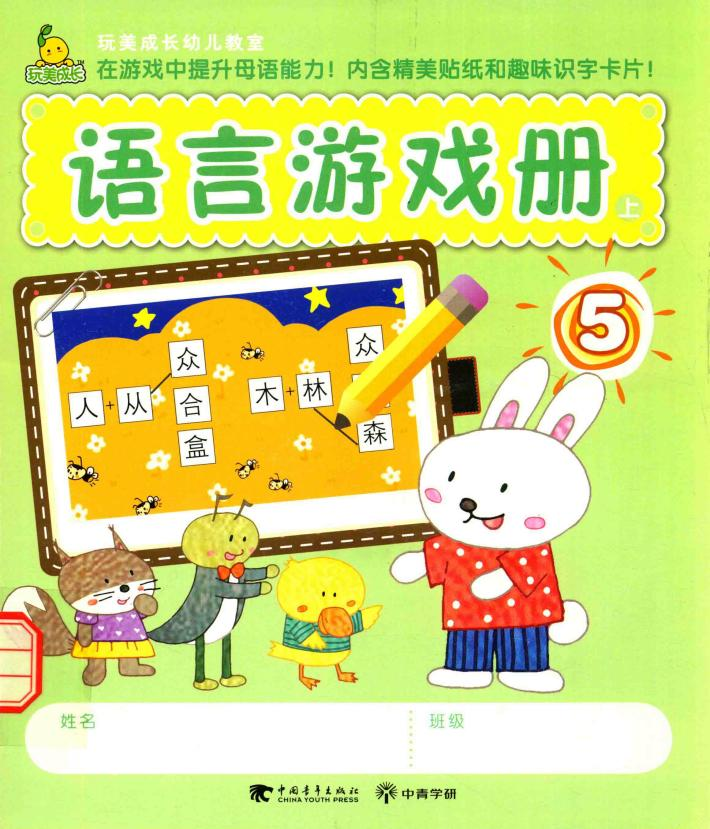 玩美成长幼儿教室
玩美成长™
在游戏中提升母语能力！内含精美贴纸和趣味识字卡片！
语言游戏册
上
5
人+从
众
合
盒
木+林
众
森
姓名
班级
中国青年出版社
CHINA YOUTH PRESS
中青学研